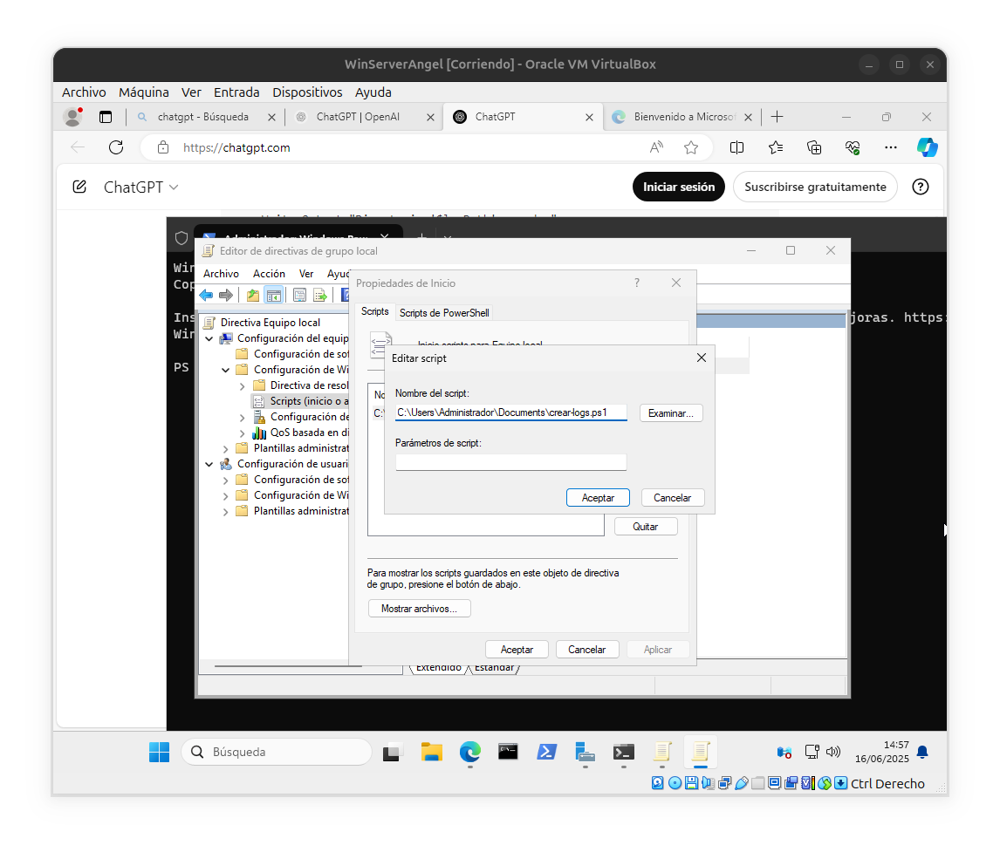 WinServerAngel [Corriendo] - Oracle VM VirtualBox
Archivo Máquina Ver Entrada Dispositivos Ayuda
chatgpt - Búsqueda ChatGPT | OpenAI ChatGPT Bienvenido a Microsof
https://chatgpt.com
ChatGPT Iniciar sesión Suscribirse gratuitamente
Administrador: Windows Pow
Editor de directivas de grupo local
Win
Archivo Acción Ver Ayu
Cop
Propiedades de Inicio
Scripts Scripts de PowerShell
Ins
joras. https:
Win
PS
Directiva Equipo local
Configuración del equip
Configuración de sof
Configuración de Wi
Directiva de resol
Scripts (inicio o a
Configuración de
QoS basada en di
Plantillas administrat
Configuración de usuari
Configuración de sof
Configuración de Wi
Plantillas administrat
Inicio scripts para Equipo local
No
C:\
Editar script
Nombre del script:
C:\Users\Administrador\Documents\crear-logs.ps1
Examinar...
Parámetros de script:
Aceptar Cancelar
Quitar
Para mostrar los scripts guardados en este objeto de directiva
de grupo, presione el botón de abajo.
Mostrar archivos...
Aceptar Cancelar Aplicar
Extendido Estándar
Búsqueda
14:57
16/06/2025
Ctrl Derecho